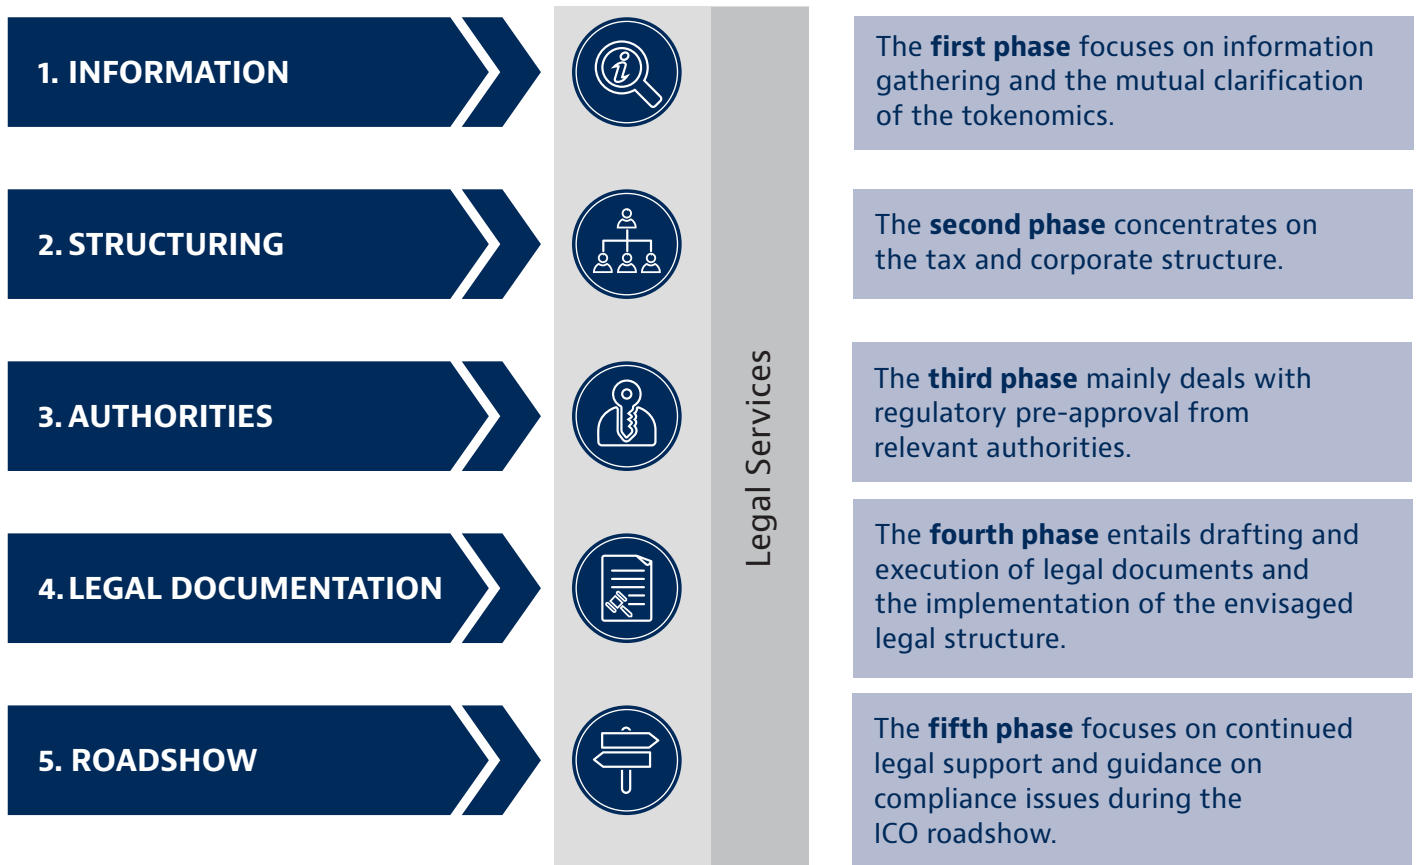 1. INFORMATION
The first phase focuses on information
gathering and the mutual clarification
of the tokenomics.
2. STRUCTURING
The second phase concentrates on
the tax and corporate structure.
3. AUTHORITIES
The third phase mainly deals with
regulatory pre-approval from
relevant authorities.
Legal Services
4. LEGAL DOCUMENTATION
The fourth phase entails drafting and
execution of legal documents and
the implementation of the envisaged
legal structure.
5. ROADSHOW
The fifth phase focuses on continued
legal support and guidance on
compliance issues during the
ICO roadshow.